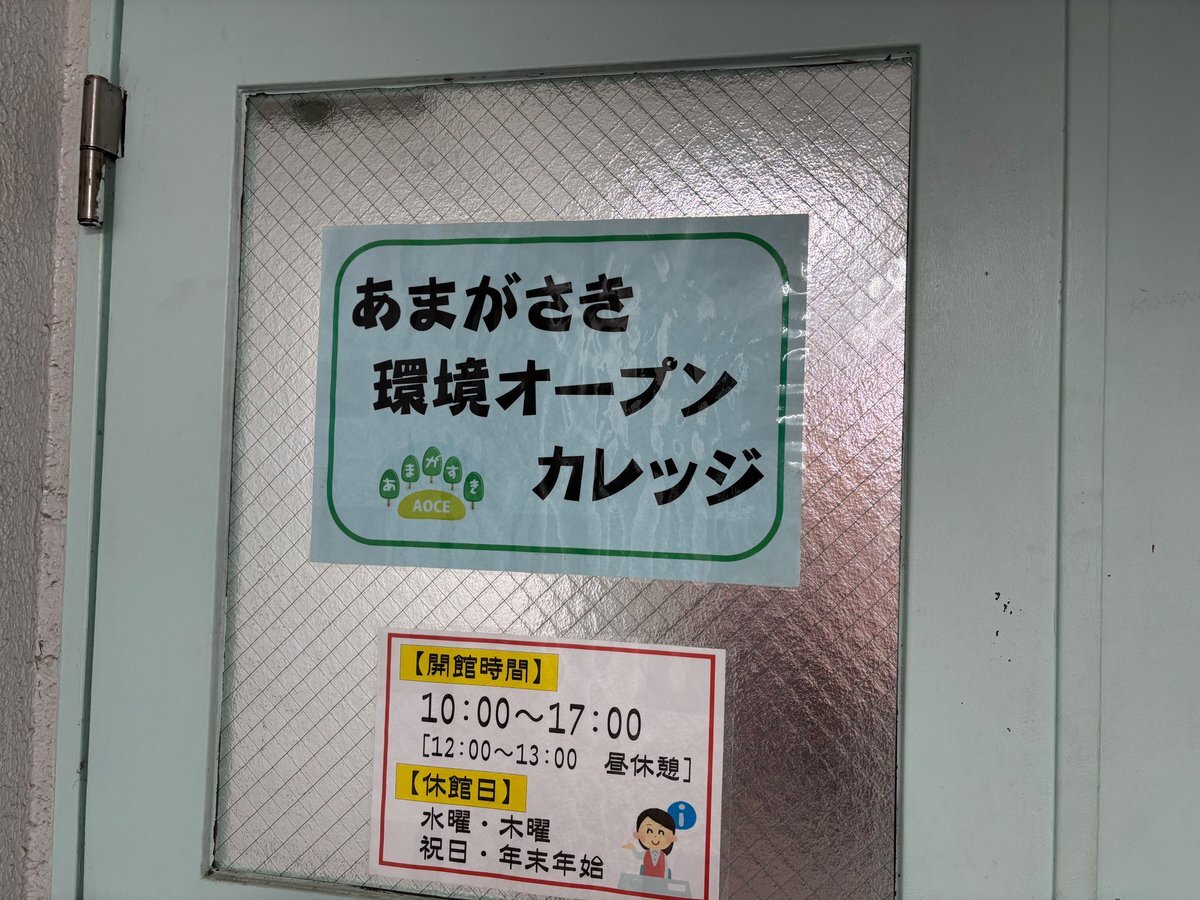 あまがさき
環境オープン
カレッジ
あまがさき
AOCE
【開館時間】
10:00～17:00
[12:00～13:00 昼休憩]
【休館日】
水曜・木曜
祝日・年末年始
i